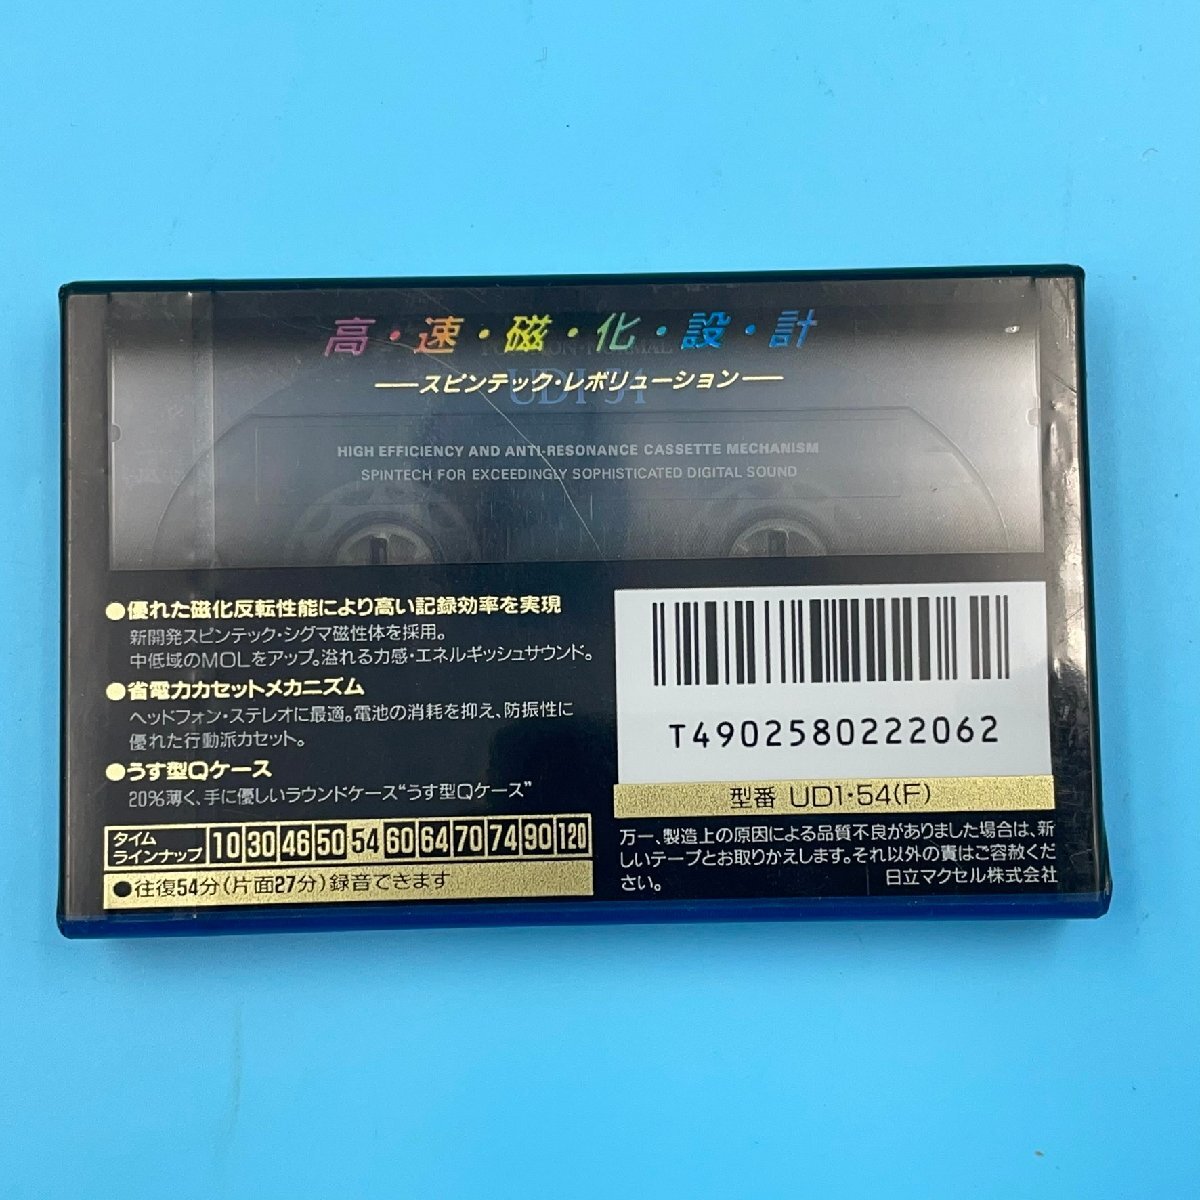 高・速・磁・化・設・計
スピンテック・レボリューション
UDI・54
HIGH EFFICIENCY AND ANTI-RESONANCE CASSETTE MECHANISM
SPINTECH FOR EXCEEDINGLY SOPHISTICATED DIGITAL SOUND
●優れた磁化反転性能により高い記録効率を実現
新開発スピンテック・シグマ磁性体を採用。
中低域のMOLをアップ。溢れる力感・エネルギッシュサウンド。
●省電力カセットメカニズム
ヘッドフォン・ステレオに最適。電池の消耗を抑え、防振性に
優れた行動派カセット。
●うす型Qケース
20%薄く、手に優しいラウンドケース“うす型Qケース”
タイム
ラインナップ 10 30 46 50 54 60 64 70 74 90 120
●往復54分(片面27分)録音できます
T4902580222062
型番 UD1・54(F)
万一、製造上の原因による品質不良がありました場合は、新
しいテープとお取りかえします。それ以外の責はご容赦くだ
さい。 日立マクセル株式会社